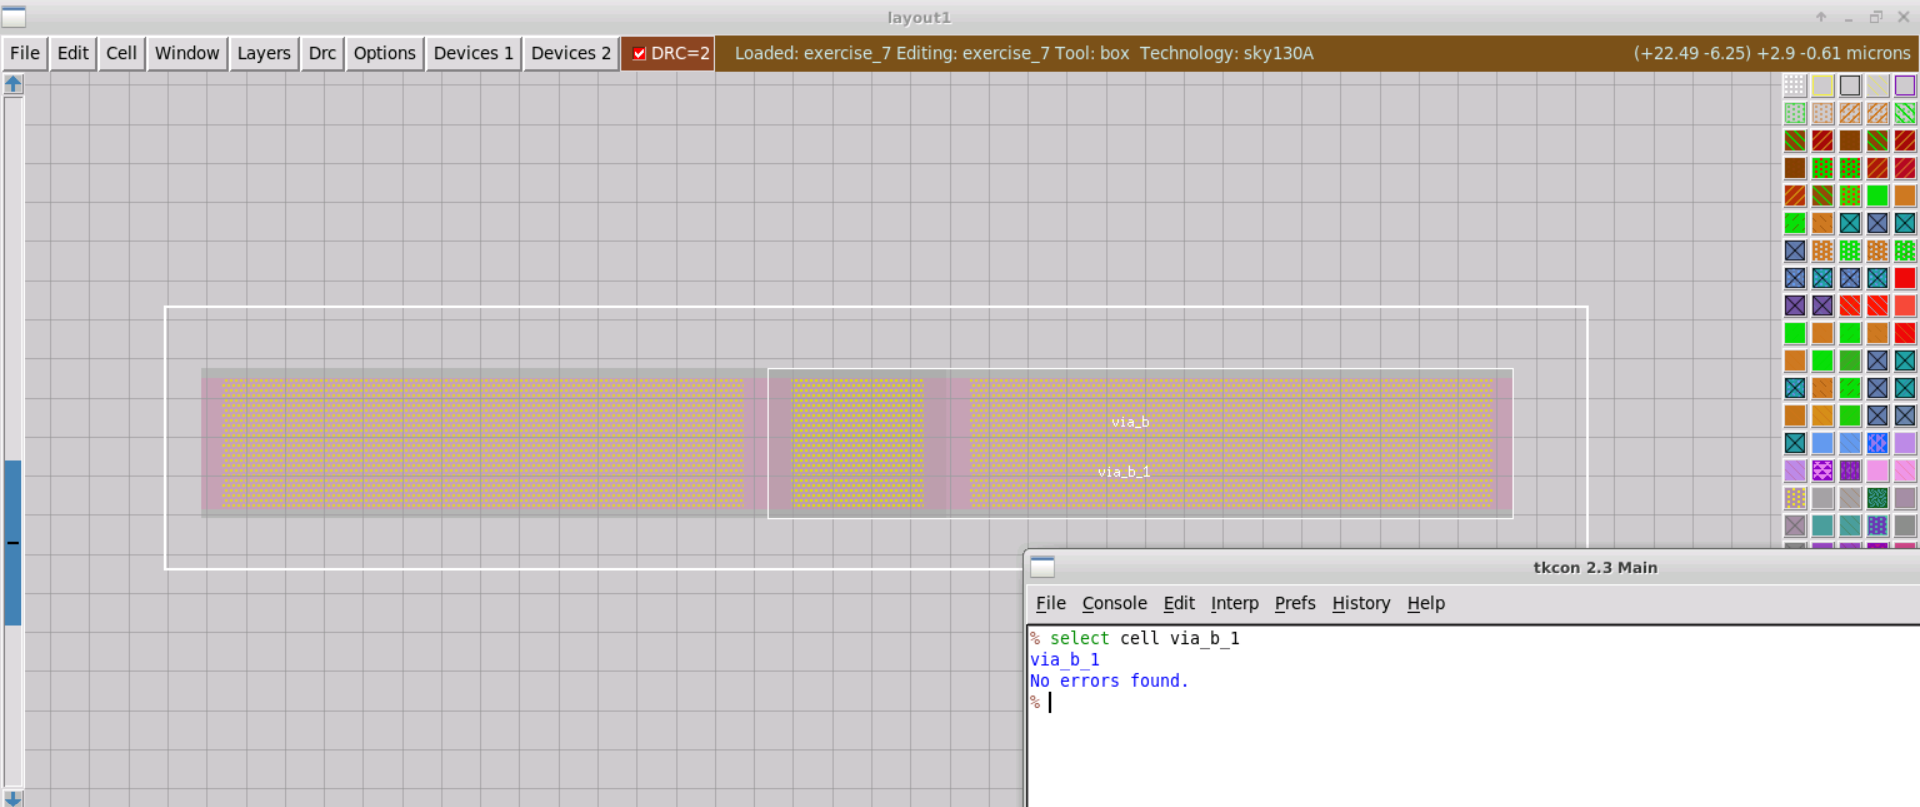 layout1
File Edit Cell Window Layers Drc Options Devices 1 Devices 2 DRC=2 Loaded: exercise_7 Editing: exercise_7 Tool: box Technology: sky130A (+22.49 -6.25) +2.9 -0.61 microns
via_b
via_b_1
tkcon 2.3 Main
File Console Edit Interp Prefs History Help
% select cell via_b_1
via_b_1
No errors found.
%